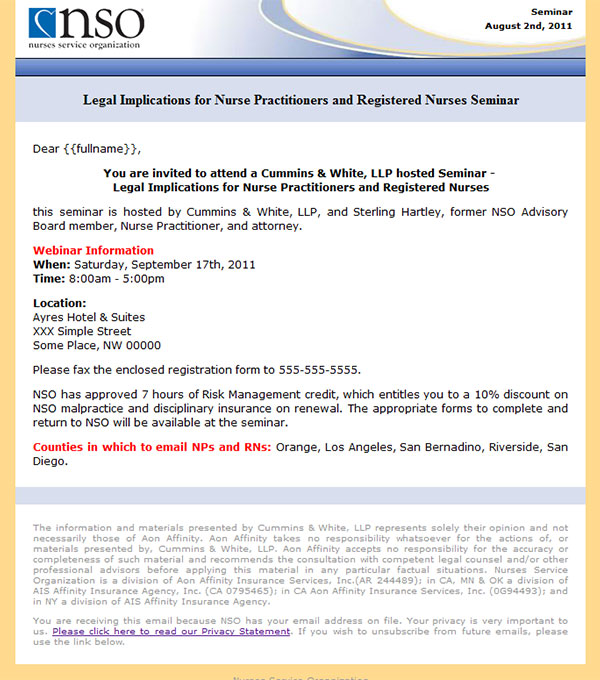 nso
nurses service organization
Seminar
August 2nd, 2011
Legal Implications for Nurse Practitioners and Registered Nurses Seminar
Dear {{fullname}},
You are invited to attend a Cummins & White, LLP hosted Seminar -
Legal Implications for Nurse Practitioners and Registered Nurses
this seminar is hosted by Cummins & White, LLP, and Sterling Hartley, former NSO Advisory
Board member, Nurse Practitioner, and attorney.
Webinar Information
When: Saturday, September 17th, 2011
Time: 8:00am - 5:00pm
Location:
Ayres Hotel & Suites
XXX Simple Street
Some Place, NW 00000
Please fax the enclosed registration form to 555-555-5555.
NSO has approved 7 hours of Risk Management credit, which entitles you to a 10% discount on
NSO malpractice and disciplinary insurance on renewal. The appropriate forms to complete and
return to NSO will be available at the seminar.
Counties in which to email NPs and RNs: Orange, Los Angeles, San Bernadino, Riverside, San
Diego.
The information and materials presented by Cummins & White, LLP represents solely their opinion and not
necessarily those of Aon Affinity. Aon Affinity takes no responsibility whatsoever for the actions of, or
materials presented by, Cummins & White, LLP. Aon Affinity accepts no responsibility for the accuracy or
completeness of such material and recommends the consultation with competent legal counsel and/or other
professional advisors before applying this material in any particular factual situations. Nurses Service
Organization is a division of Aon Affinity Insurance Services, Inc.(AR 244489); in CA, MN & OK a division of
AIS Affinity Insurance Agency, Inc. (CA 0795465); in CA Aon Affinity Insurance Services, Inc. (0G94493); and
in NY a division of AIS Affinity Insurance Agency.
You are receiving this email because NSO has your email address on file. Your privacy is very important to
us. Please click here to read our Privacy Statement. If you wish to unsubscribe from future emails, please
use the link below.
Nurses Service Organization